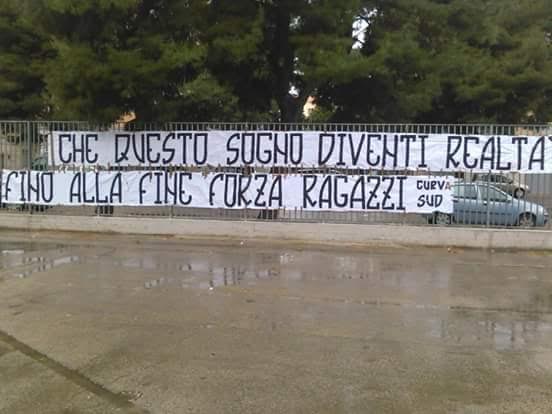 CHE QUESTO SOGNO DIVENTI REALTA'
FINO ALLA FINE FORZA RAGAZZI CURVA SUD